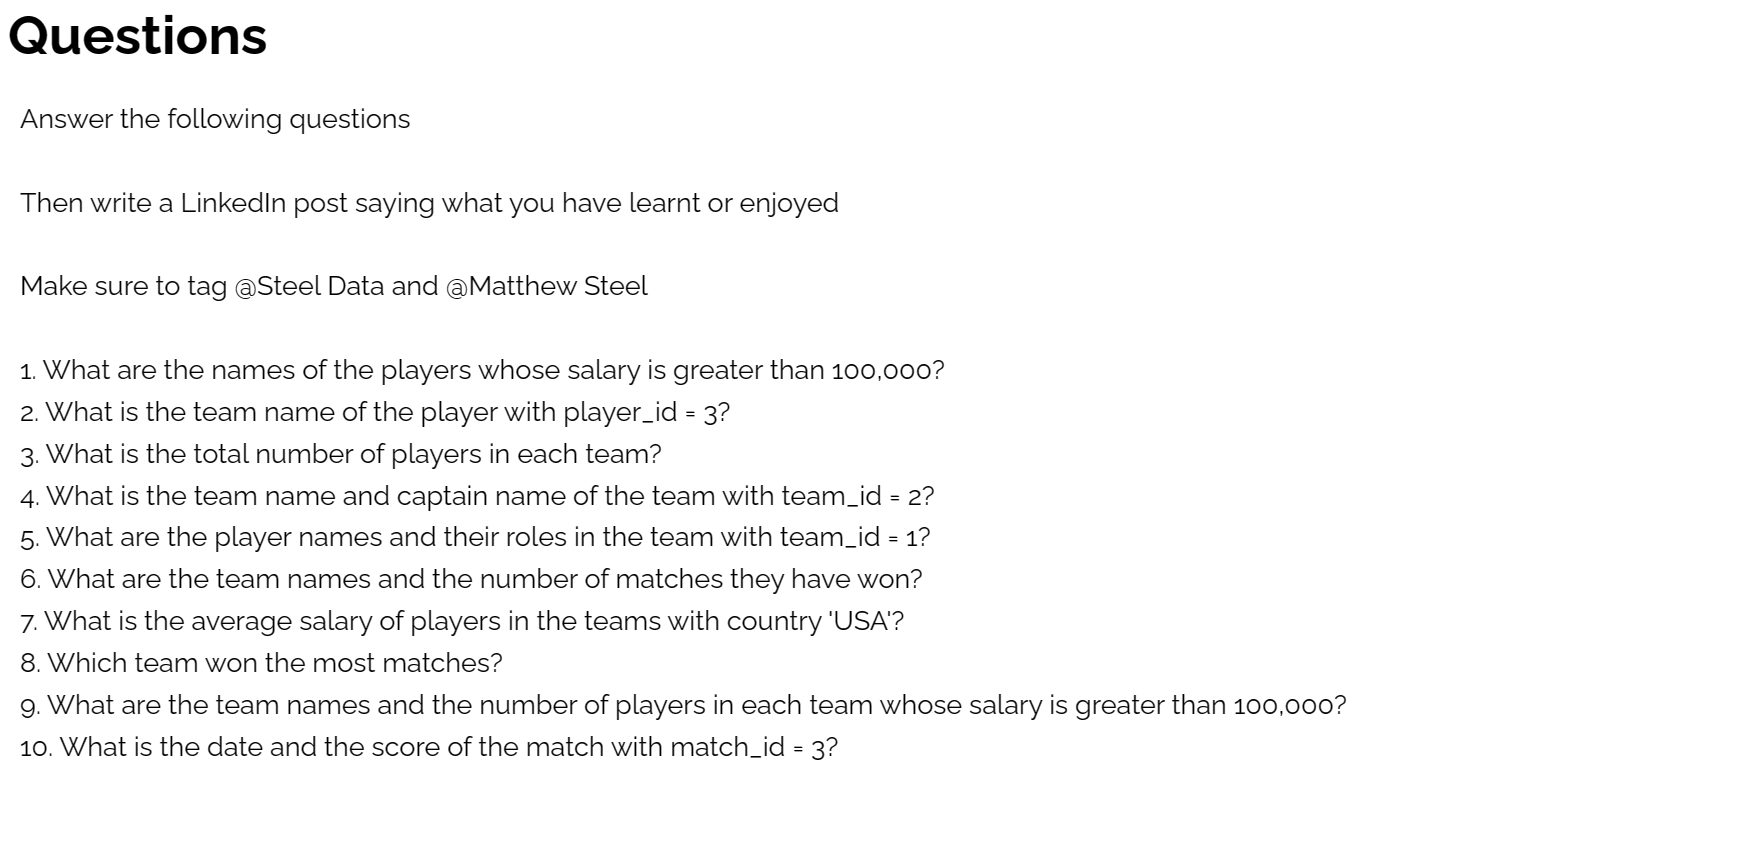 Questions
Answer the following questions
Then write a LinkedIn post saying what you have learnt or enjoyed
Make sure to tag @Steel Data and @Matthew Steel
1. What are the names of the players whose salary is greater than 100,000?
2. What is the team name of the player with player_id = 3?
3. What is the total number of players in each team?
4. What is the team name and captain name of the team with team_id = 2?
5. What are the player names and their roles in the team with team_id = 1?
6. What are the team names and the number of matches they have won?
7. What is the average salary of players in the teams with country 'USA'?
8. Which team won the most matches?
9. What are the team names and the number of players in each team whose salary is greater than 100,000?
10. What is the date and the score of the match with match_id = 3?